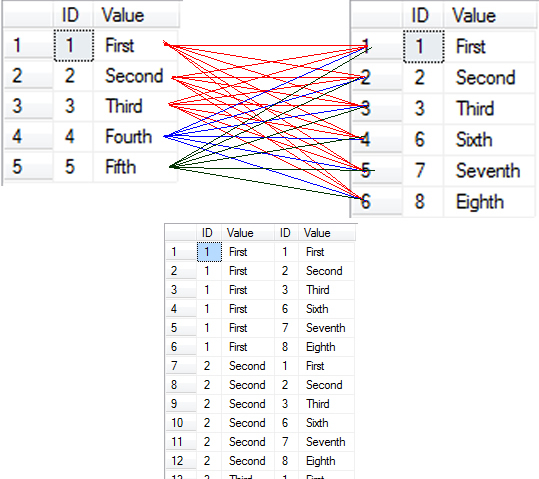 ID Value
1 1 First
2 2 Second
3 3 Third
4 4 Fourth
5 5 Fifth
ID Value
1 1 First
2 2 Second
3 3 Third
4 6 Sixth
5 7 Seventh
6 8 Eighth
ID Value ID Value
1 1 First 1 First
2 1 First 2 Second
3 1 First 3 Third
4 1 First 6 Sixth
5 1 First 7 Seventh
6 1 First 8 Eighth
7 2 Second 1 First
8 2 Second 2 Second
9 2 Second 3 Third
10 2 Second 6 Sixth
11 2 Second 7 Seventh
12 2 Second 8 Eighth